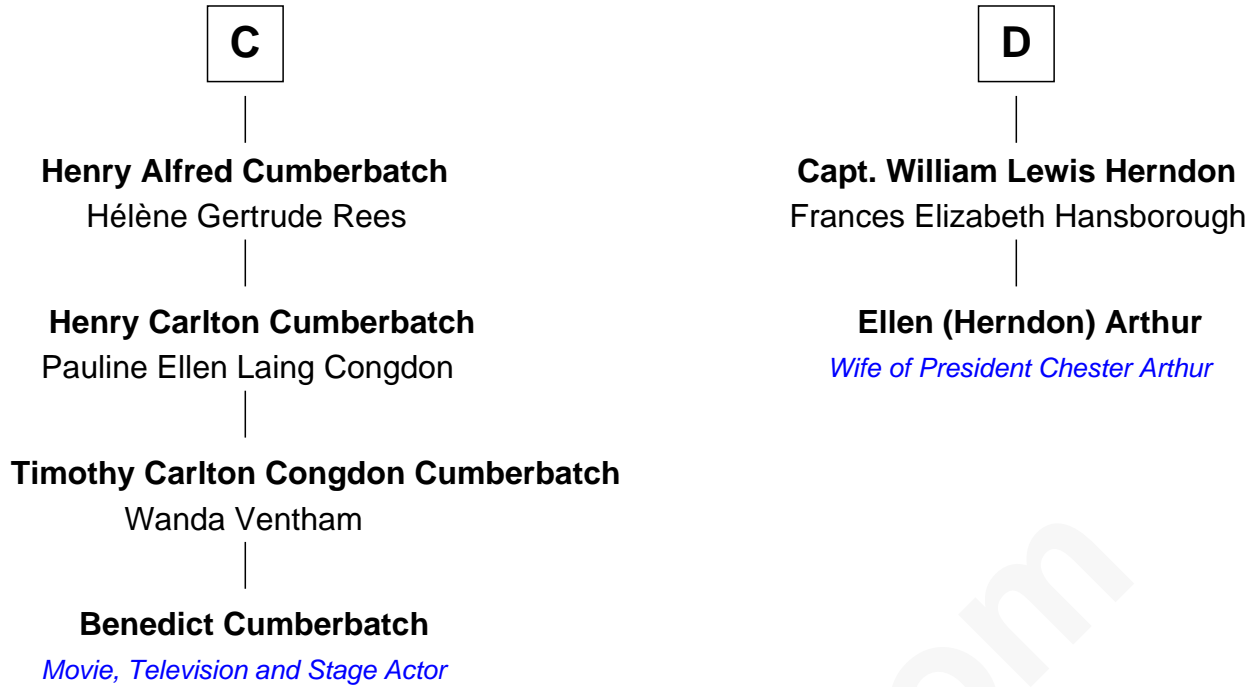 C
Henry Alfred Cumberbatch
Hélène Gertrude Rees
Henry Carlton Cumberbatch
Pauline Ellen Laing Congdon
Timothy Carlton Congdon Cumberbatch
Wanda Ventham
Benedict Cumberbatch
Movie, Television and Stage Actor
D
Capt. William Lewis Herndon
Frances Elizabeth Hansborough
Ellen (Herndon) Arthur
Wife of President Chester Arthur
om